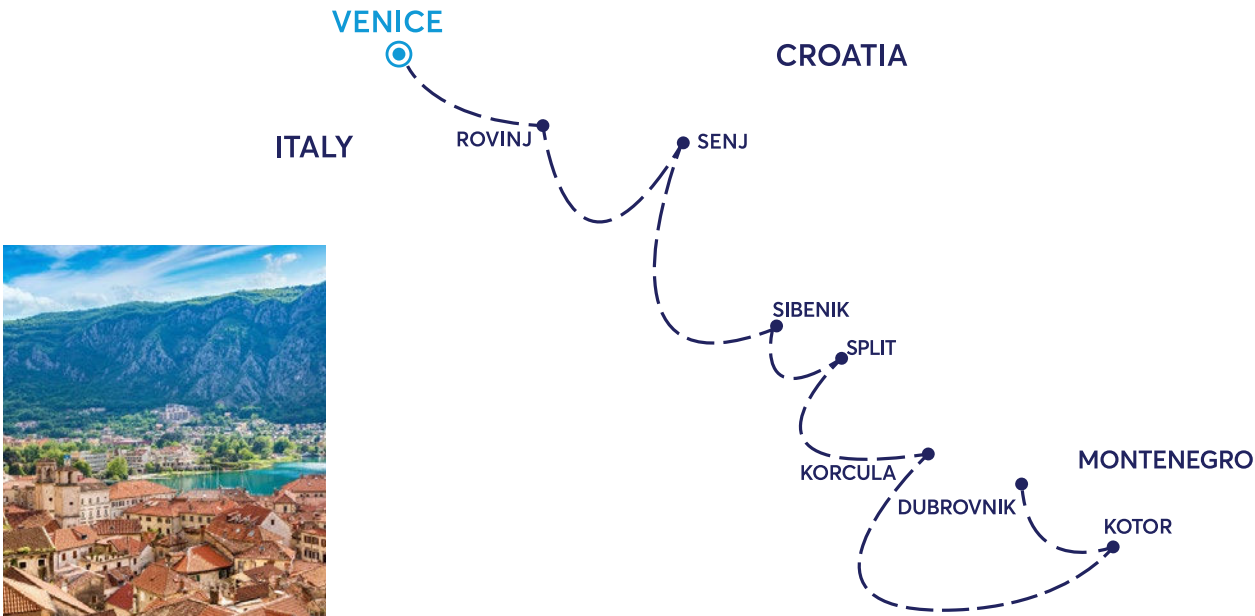 VENICE
CROATIA
ITALY
ROVINJ
SENJ
SIBENIK
SPLIT
KORCULA
MONTENEGRO
DUBROVNIK
KOTOR